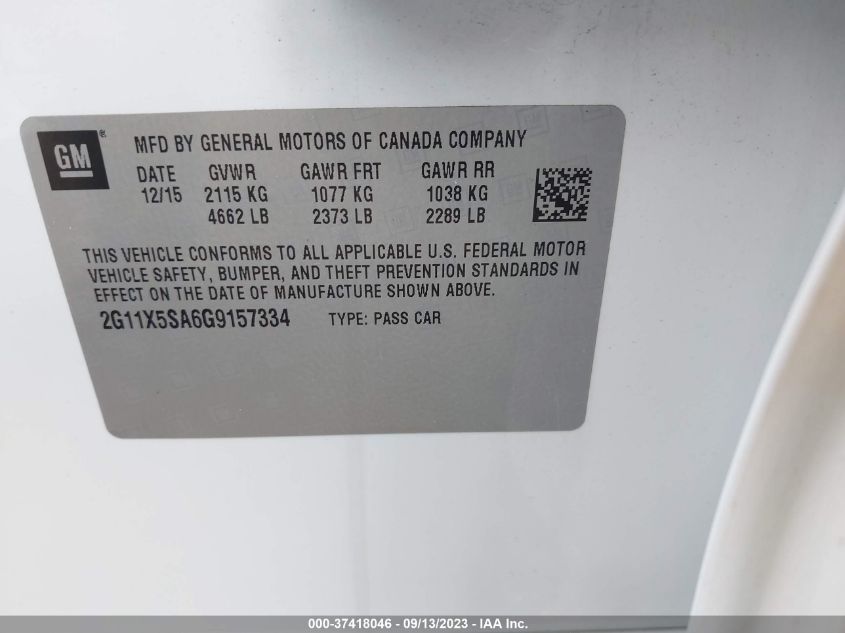 GM ®
MFD BY GENERAL MOTORS OF CANADA COMPANY
DATE GVWR GAWR FRT GAWR RR
12/15 2115 KG 1077 KG 1038 KG
4662 LB 2373 LB 2289 LB
THIS VEHICLE CONFORMS TO ALL APPLICABLE U.S. FEDERAL MOTOR
VEHICLE SAFETY, BUMPER, AND THEFT PREVENTION STANDARDS IN
EFFECT ON THE DATE OF MANUFACTURE SHOWN ABOVE.
2G11X5SA6G9157334 TYPE: PASS CAR
000-37418046 - 09/13/2023 - IAA Inc.